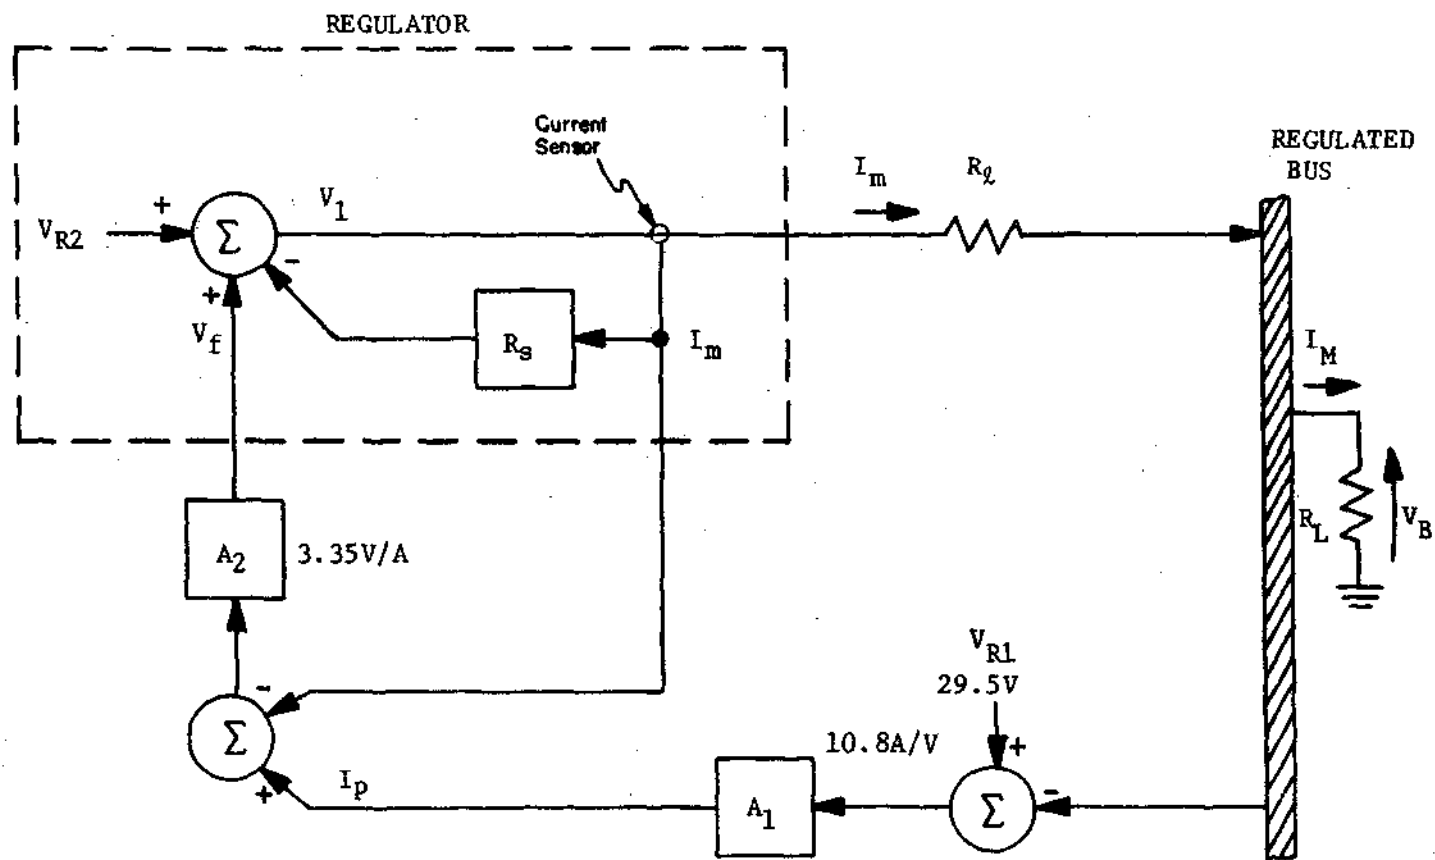 REGULATOR
Current
Sensor
REGULATED
BUS
I_m
R_ℓ
V_1
+
V_R2
Σ
-
+
V_f
R_s
I_m
I_M
A_2
3.35V/A
R_L
V_B
V_R1
29.5V
-
Σ
10.8A/V
+
I_p
+
A_1
-
Σ